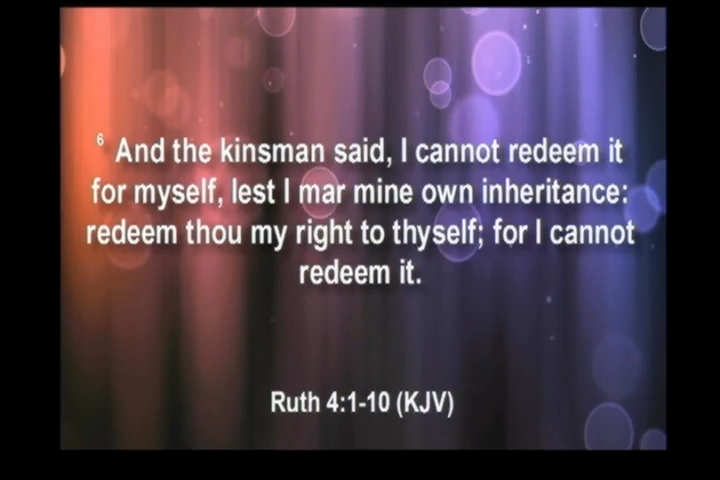 6 And the kinsman said, I cannot redeem it
for myself, lest I mar mine own inheritance:
redeem thou my right to thyself; for I cannot
redeem it.
Ruth 4:1-10 (KJV)